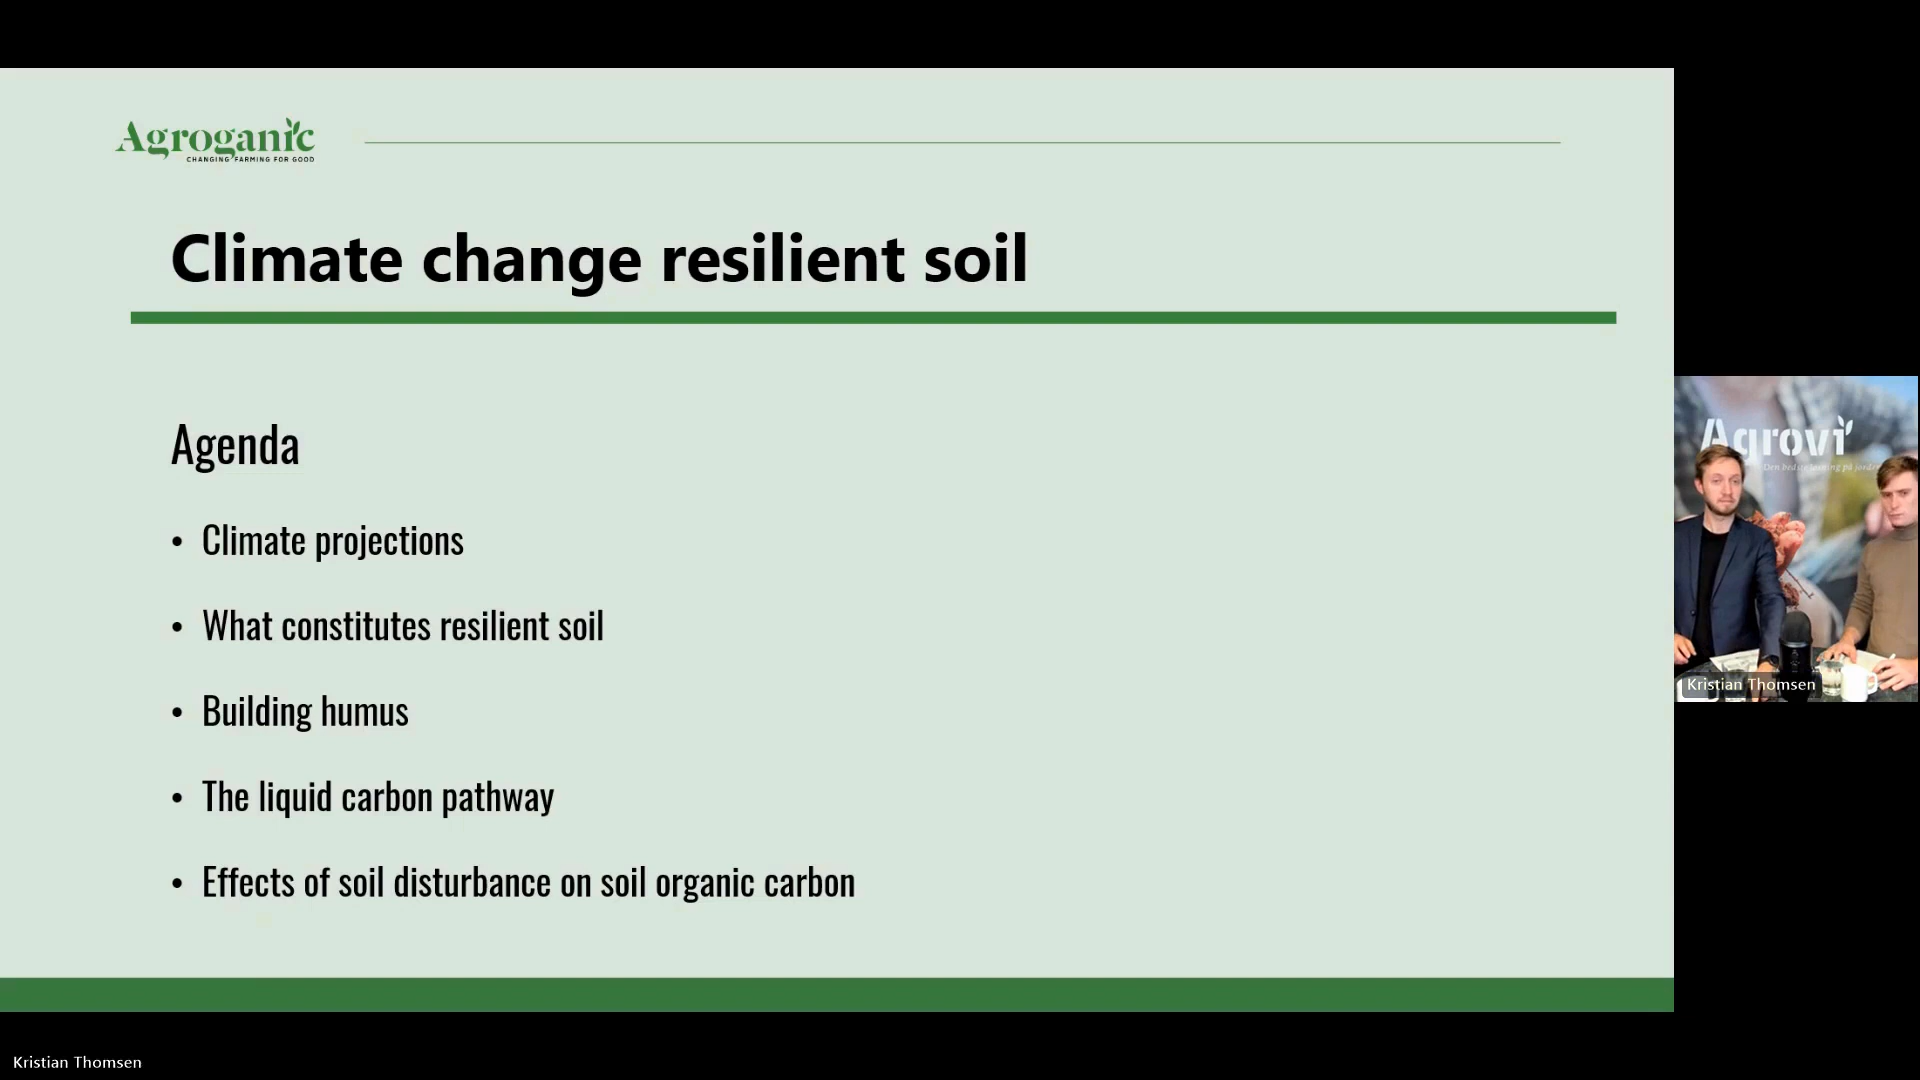 Agroganic
CHANGING FARMING FOR GOOD
Climate change resilient soil
Agenda
• Climate projections
• What constitutes resilient soil
• Building humus
• The liquid carbon pathway
• Effects of soil disturbance on soil organic carbon
Agrovi
Kristian Thomsen
Kristian Thomsen